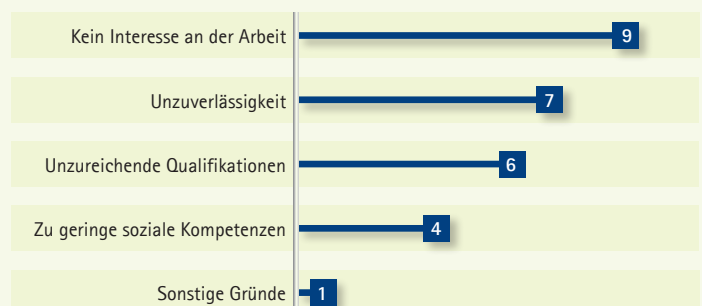 Kein Interesse an der Arbeit 9
Unzuverlässigkeit 7
Unzureichende Qualifikationen 6
Zu geringe soziale Kompetenzen 4
Sonstige Gründe 1